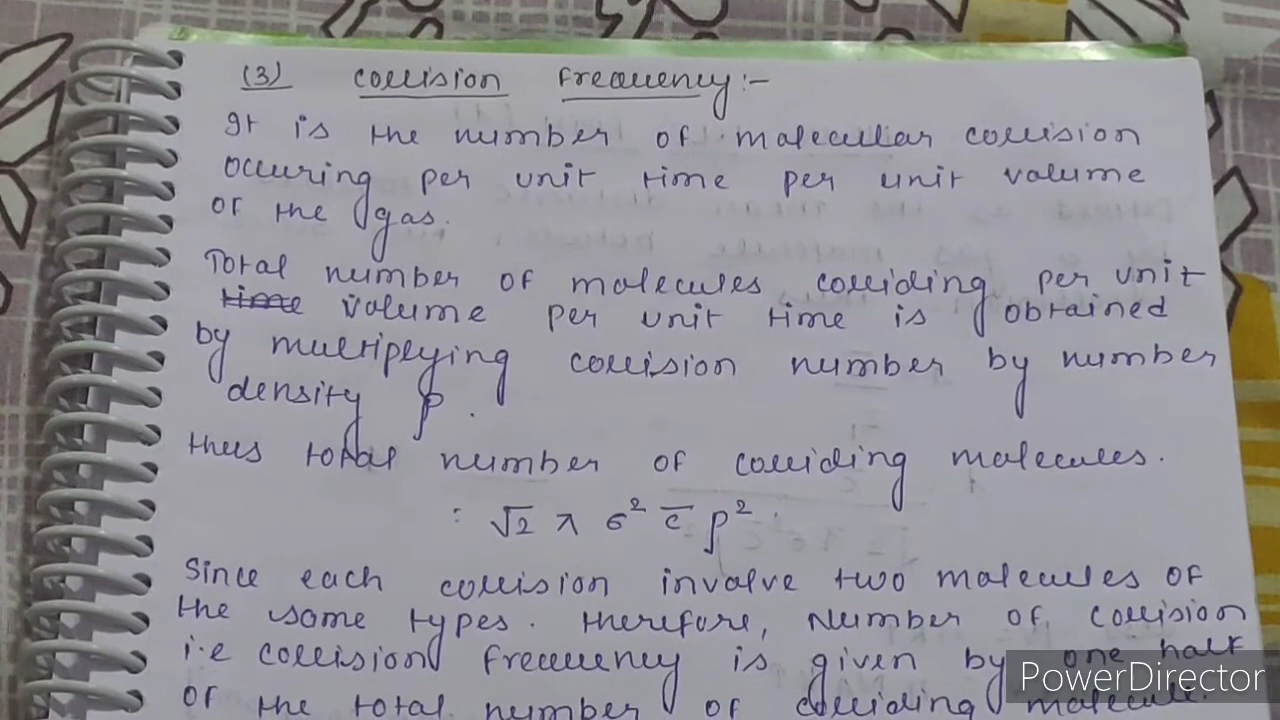 (3) Collision Frequency:-
It is the number of molecular collision
occuring per unit time per unit volume
of the gas.
Total number of molecules colliding per unit
time volume per unit time is obtained
by multiplying collision number by number
density ρ.
thus total number of colliding molecules.
: √2 π σ² c̅ ρ²
Since each collision involve two molecules of
the same types. therefore, Number of collision
i.e collision frequency is given by one half
of the total number of colliding molecule.
PowerDirector